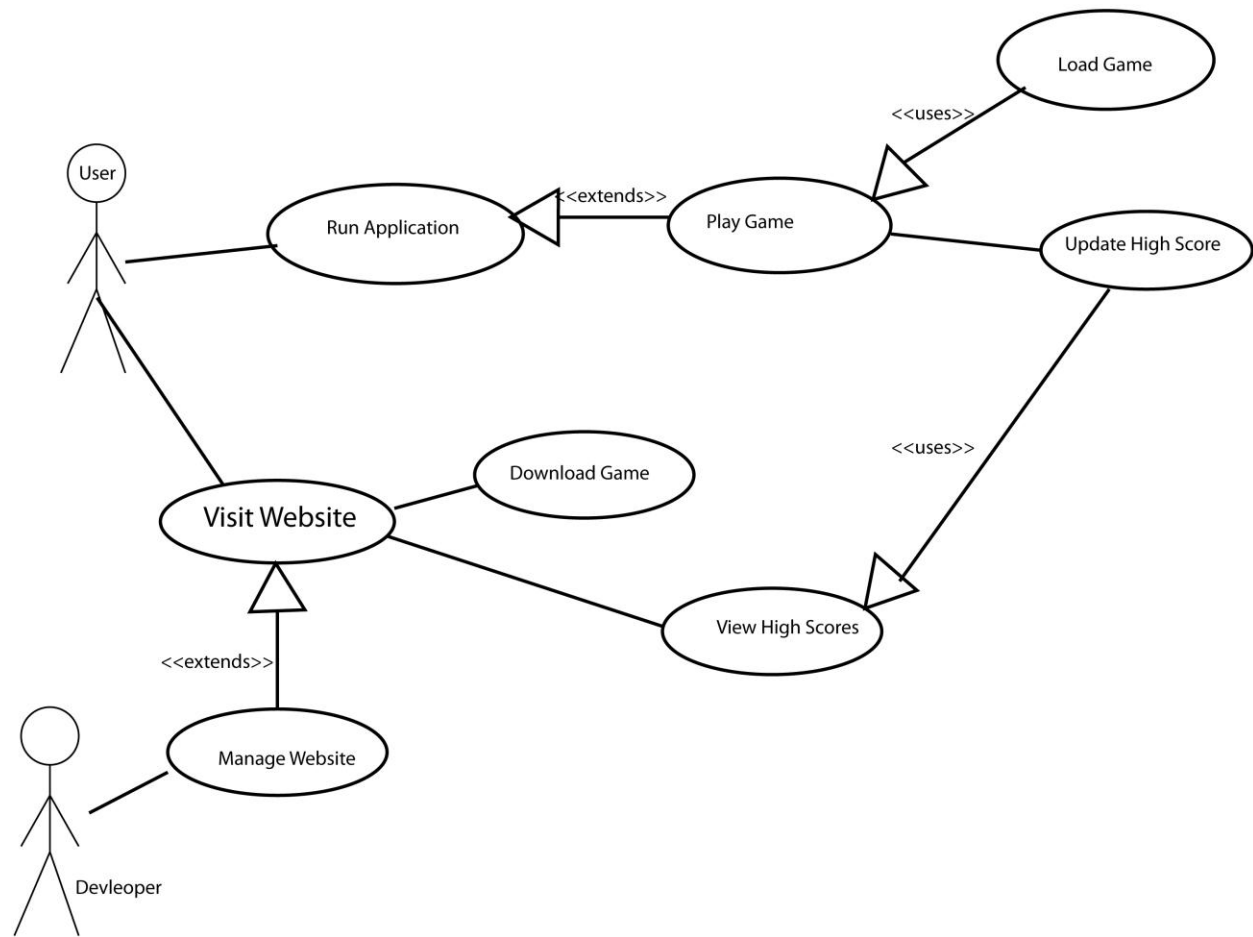 Load Game
<<uses>>
User
<<extends>>
Run Application
Play Game
Update High Score
<<uses>>
Download Game
Visit Website
View High Scores
<<extends>>
Manage Website
Devleoper